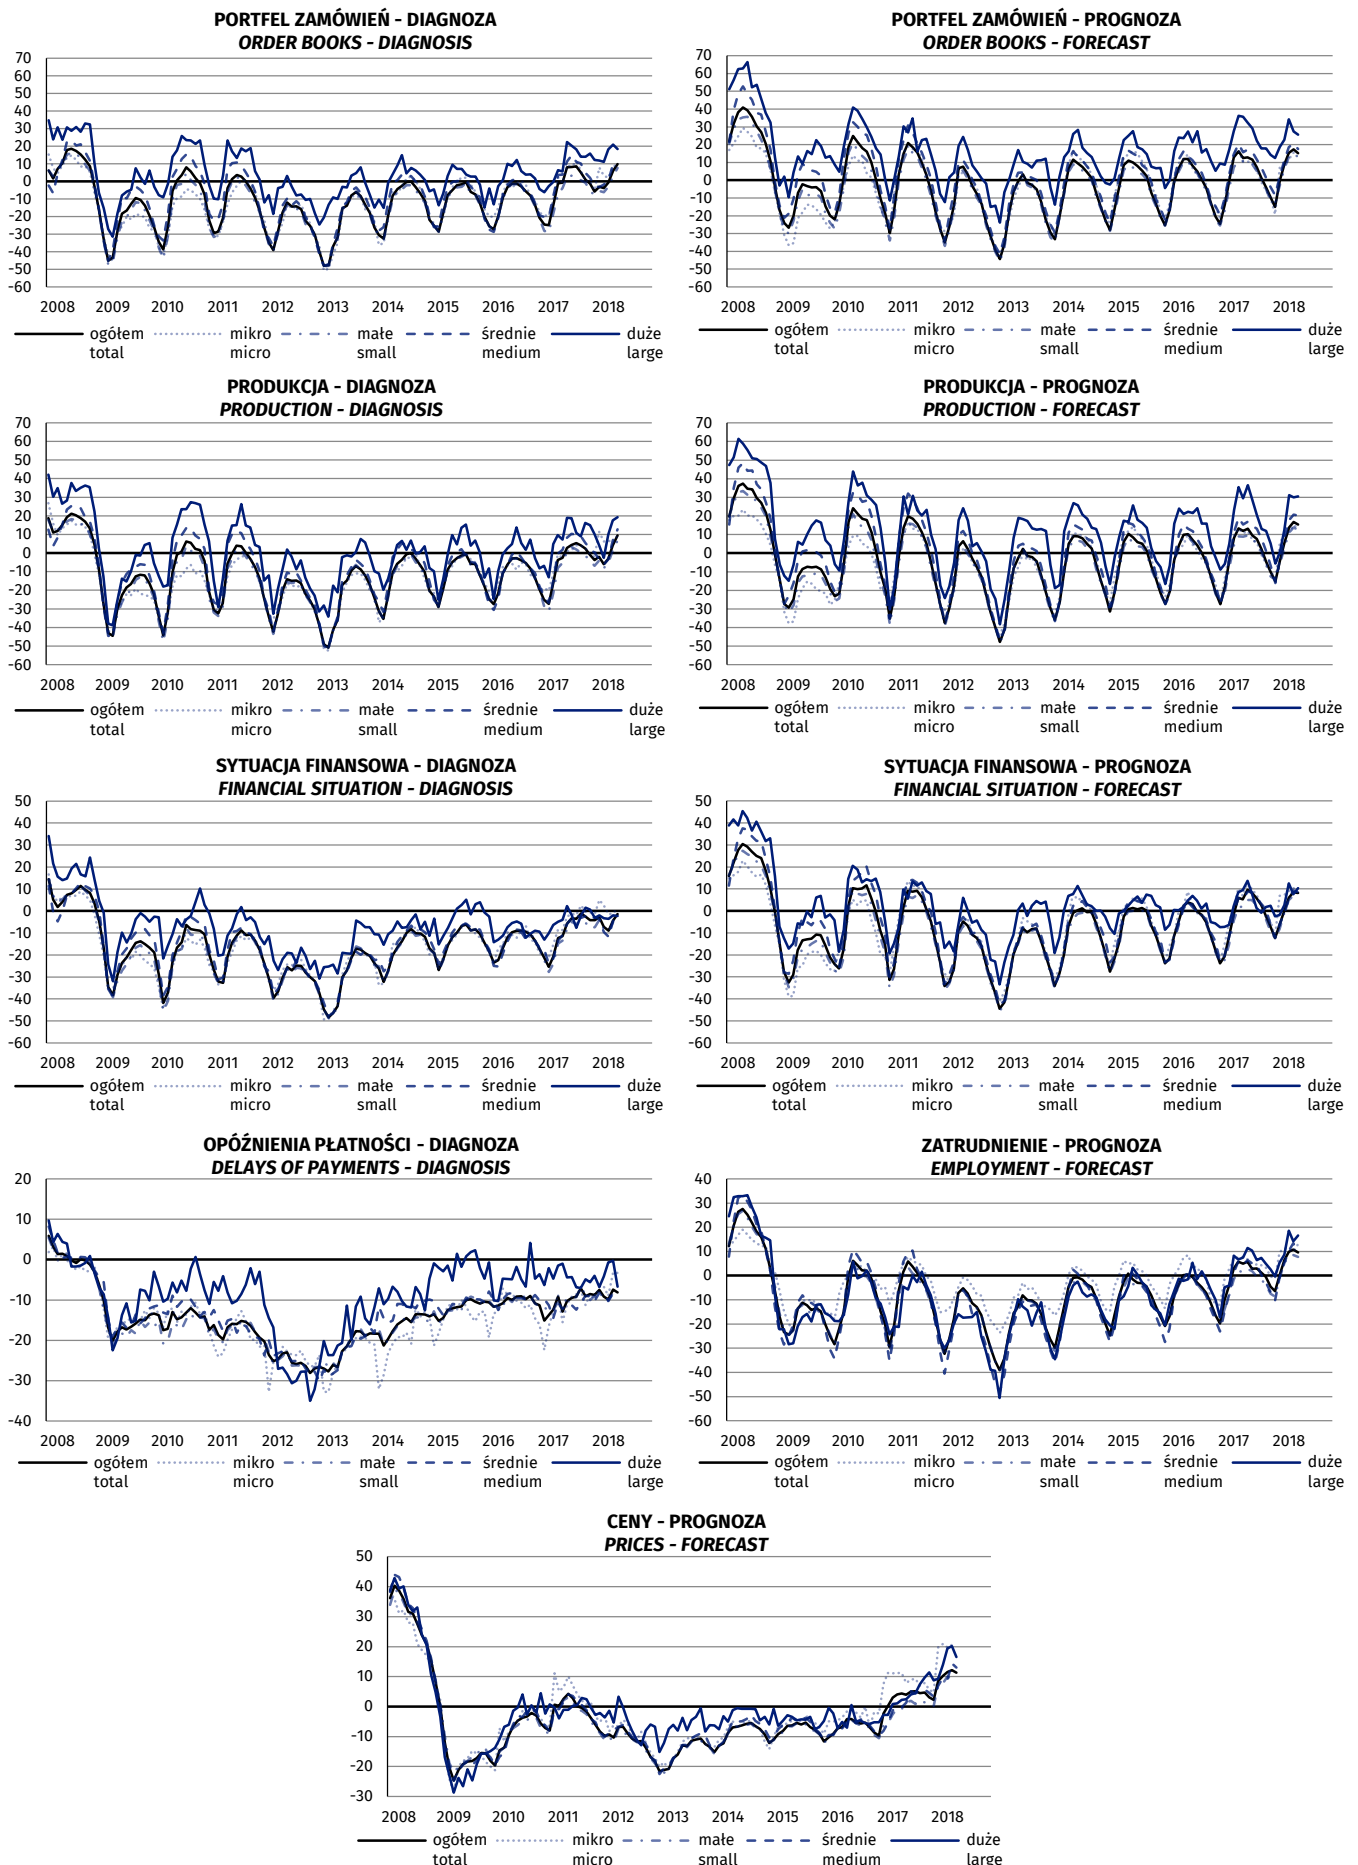 PORTFEL ZAMÓWIEŃ - DIAGNOZA
ORDER BOOKS - DIAGNOSIS
70
60
50
40
30
20
10
0
-10
-20
-30
-40
-50
-60
2008 2009 2010 2011 2012 2013 2014 2015 2016 2017 2018
ogółem mikro małe średnie duże
total micro small medium large
PORTFEL ZAMÓWIEŃ - PROGNOZA
ORDER BOOKS - FORECAST
70
60
50
40
30
20
10
0
-10
-20
-30
-40
-50
-60
2008 2009 2010 2011 2012 2013 2014 2015 2016 2017 2018
ogółem mikro małe średnie duże
total micro small medium large
PRODUKCJA - DIAGNOZA
PRODUCTION - DIAGNOSIS
70
60
50
40
30
20
10
0
-10
-20
-30
-40
-50
-60
2008 2009 2010 2011 2012 2013 2014 2015 2016 2017 2018
ogółem mikro małe średnie duże
total micro small medium large
PRODUKCJA - PROGNOZA
PRODUCTION - FORECAST
70
60
50
40
30
20
10
0
-10
-20
-30
-40
-50
-60
2008 2009 2010 2011 2012 2013 2014 2015 2016 2017 2018
ogółem mikro małe średnie duże
total micro small medium large
SYTUACJA FINANSOWA - DIAGNOZA
FINANCIAL SITUATION - DIAGNOSIS
50
40
30
20
10
0
-10
-20
-30
-40
-50
-60
2008 2009 2010 2011 2012 2013 2014 2015 2016 2017 2018
ogółem mikro małe średnie duże
total micro small medium large
SYTUACJA FINANSOWA - PROGNOZA
FINANCIAL SITUATION - FORECAST
50
40
30
20
10
0
-10
-20
-30
-40
-50
-60
2008 2009 2010 2011 2012 2013 2014 2015 2016 2017 2018
ogółem mikro małe średnie duże
total micro small medium large
OPÓŹNIENIA PŁATNOŚCI - DIAGNOZA
DELAYS OF PAYMENTS - DIAGNOSIS
20
10
0
-10
-20
-30
-40
2008 2009 2010 2011 2012 2013 2014 2015 2016 2017 2018
ogółem mikro małe średnie duże
total micro small medium large
ZATRUDNIENIE - PROGNOZA
EMPLOYMENT - FORECAST
40
30
20
10
0
-10
-20
-30
-40
-50
-60
2008 2009 2010 2011 2012 2013 2014 2015 2016 2017 2018
ogółem mikro małe średnie duże
total micro small medium large
CENY - PROGNOZA
PRICES - FORECAST
50
40
30
20
10
0
-10
-20
-30
2008 2009 2010 2011 2012 2013 2014 2015 2016 2017 2018
ogółem mikro małe średnie duże
total micro small medium large